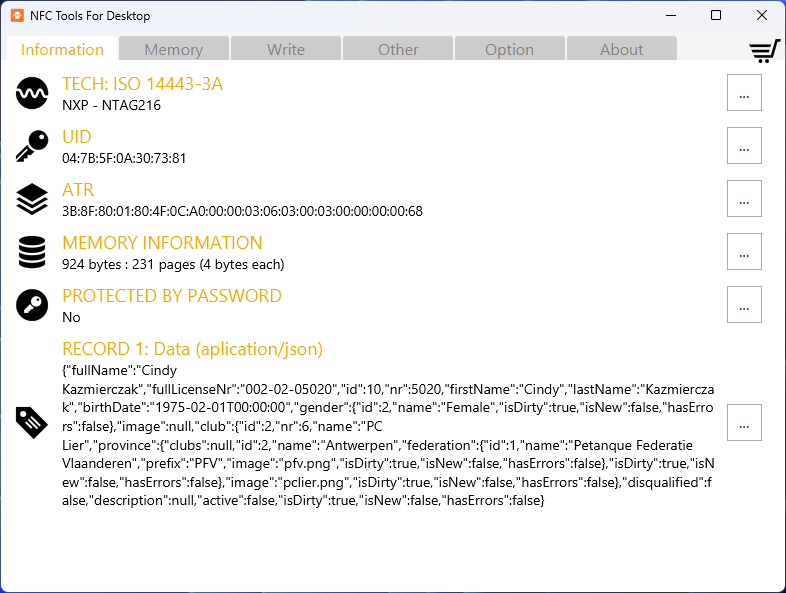 NFC Tools For Desktop
Information Memory Write Other Option About
TECH: ISO 14443-3A
NXP - NTAG216
...
UID
04:7B:5F:0A:30:73:81
...
ATR
3B:8F:80:01:80:4F:0C:A0:00:00:03:06:03:00:03:00:00:00:00:68
...
MEMORY INFORMATION
924 bytes : 231 pages (4 bytes each)
...
PROTECTED BY PASSWORD
No
...
RECORD 1: Data (aplication/json)
{"fullName":"Cindy
Kazmierczak","fullLicenseNr":"002-02-05020","id":10,"nr":5020,"firstName":"Cindy","lastName":"Kazmiercza
k","birthDate":"1975-02-01T00:00:00","gender":{"id":2,"name":"Female","isDirty":true,"isNew":false,"hasErro
rs":false},"image":null,"club":{"id":2,"nr":6,"name":"PC
Lier","province":{"clubs":null,"id":2,"name":"Antwerpen","federation":{"id":1,"name":"Petanque Federatie
Vlaanderen","prefix":"PFV","image":"pfv.png","isDirty":true,"isNew":false,"hasErrors":false},"isDirty":true,"isN
ew":false,"hasErrors":false},"image":"pclier.png","isDirty":true,"isNew":false,"hasErrors":false},"disqualified":f
alse,"description":null,"active":false,"isDirty":true,"isNew":false,"hasErrors":false}
...